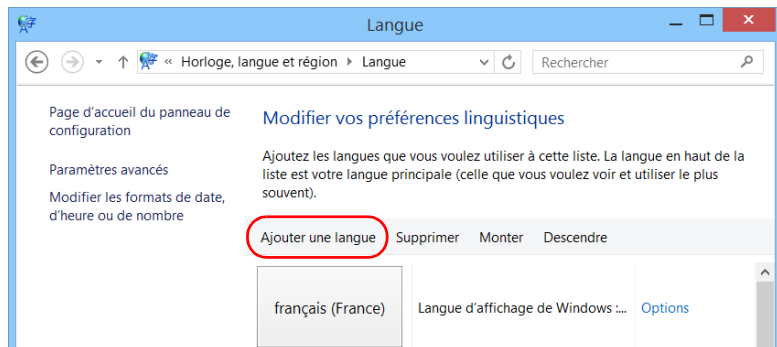 Langue
« Horloge, langue et région Langue
Rechercher
Page d'accueil du panneau de
configuration
Paramètres avancés
Modifier les formats de date,
d'heure ou de nombre
Modifier vos préférences linguistiques
Ajoutez les langues que vous voulez utiliser à cette liste. La langue en haut de la
liste est votre langue principale (celle que vous voulez voir et utiliser le plus
souvent).
Ajouter une langue Supprimer Monter Descendre
français (France) Langue d'affichage de Windows :... Options